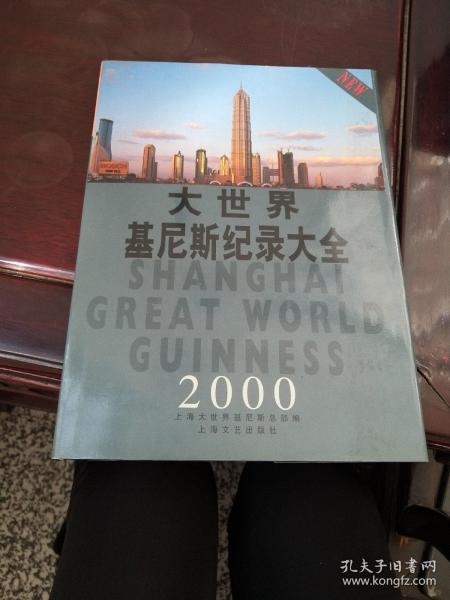 NEW
BOSCH
大世界
基尼斯纪录大全
SHANGHAI
GREAT WORLD
GUINNESS
2000
上海大世界基尼斯总部编
上海文艺出版社
孔夫子旧书网
www.kongfz.com